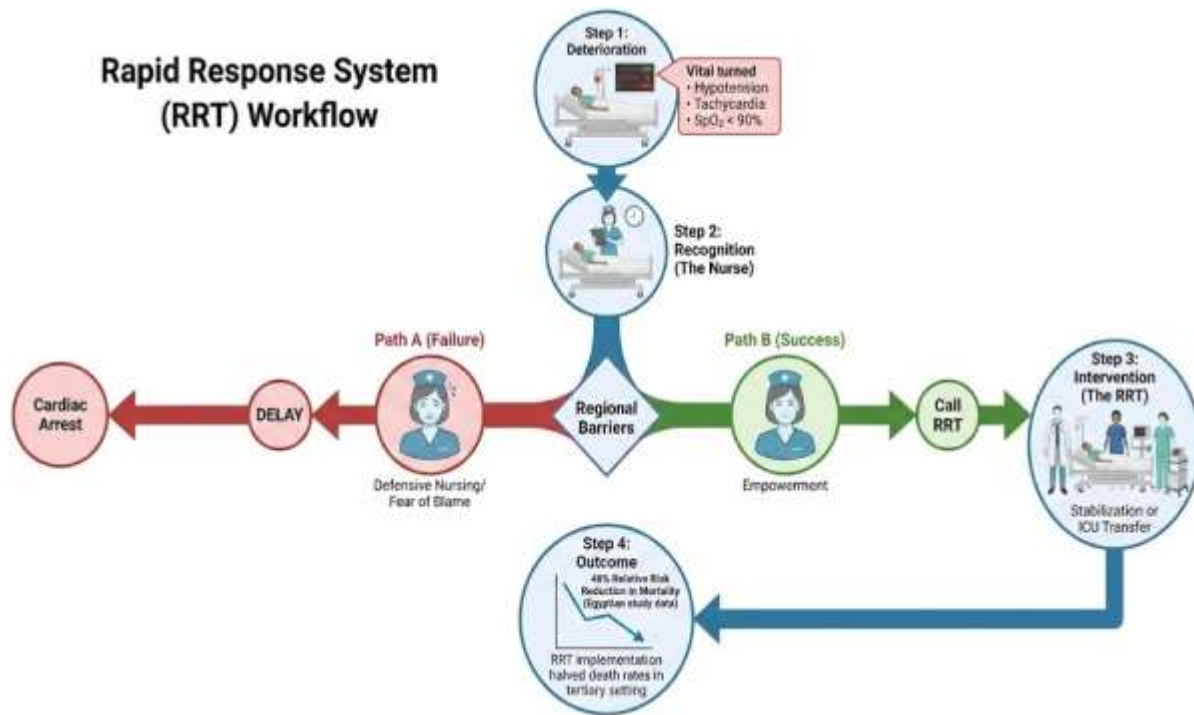 Rapid Response System
(RRT) Workflow
Step 1:
Deterioration
Vital turned
• Hypotension
• Tachycardia
• SpO₂ < 90%
Step 2:
Recognition
(The Nurse)
Path A (Failure)
Path B (Success)
Cardiac
Arrest
DELAY
Defensive Nursing/
Fear of Blame
Regional
Barriers
Empowerment
Call
RRT
Step 3:
Intervention
(The RRT)
Stabilization or
ICU Transfer
Step 4:
Outcome
Relative Risk
Reduction in Mortality
(Egyptian study data)
RRT implementation
halved death rates in
tertiary setting